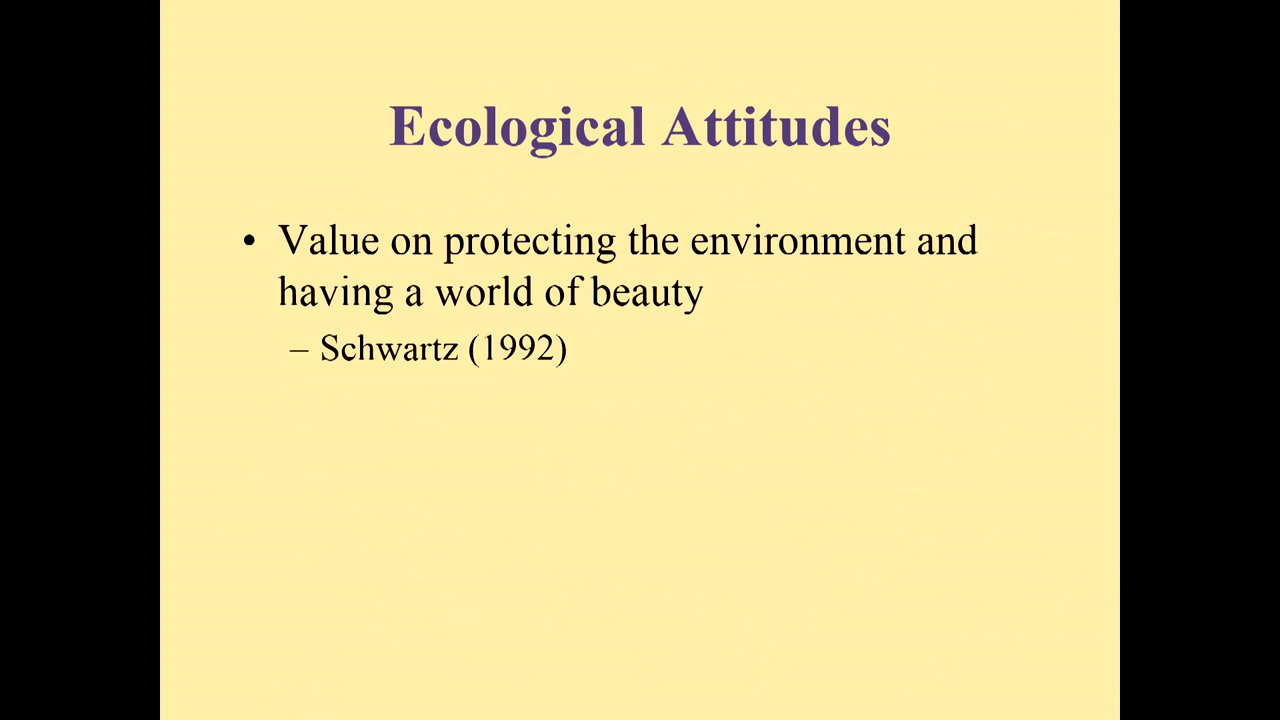 Ecological Attitudes
• Value on protecting the environment and
having a world of beauty
– Schwartz (1992)